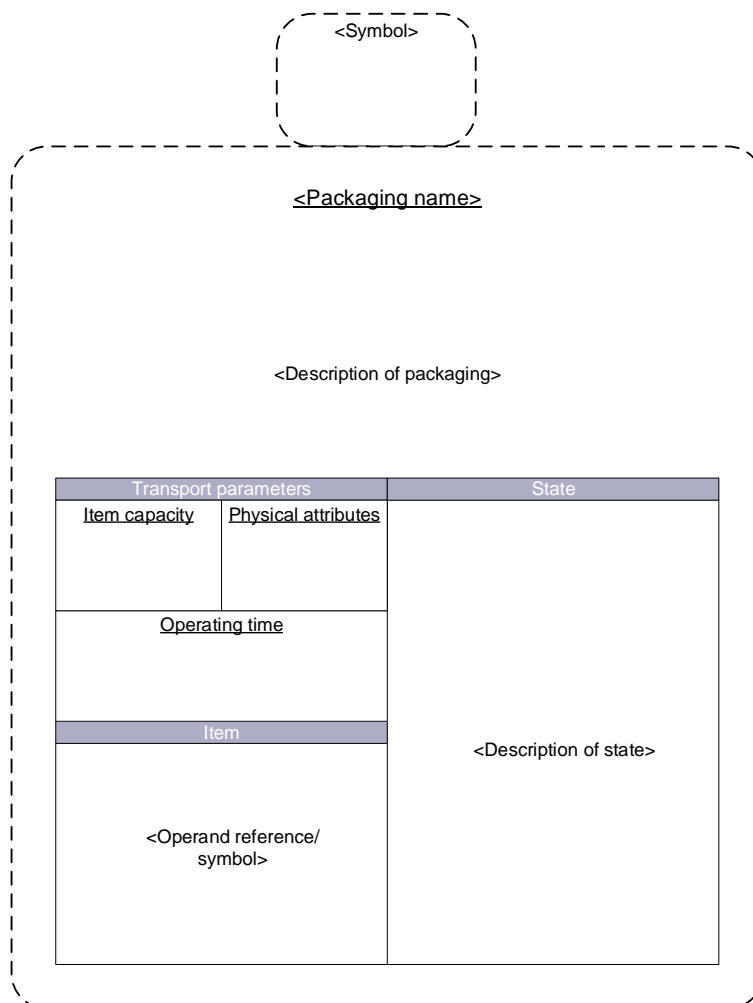 <Symbol>
<Packaging name>
<Description of packaging>
Transport parameters
State
Item capacity
Physical attributes
Operating time
Item
<Description of state>
<Operand reference/
symbol>